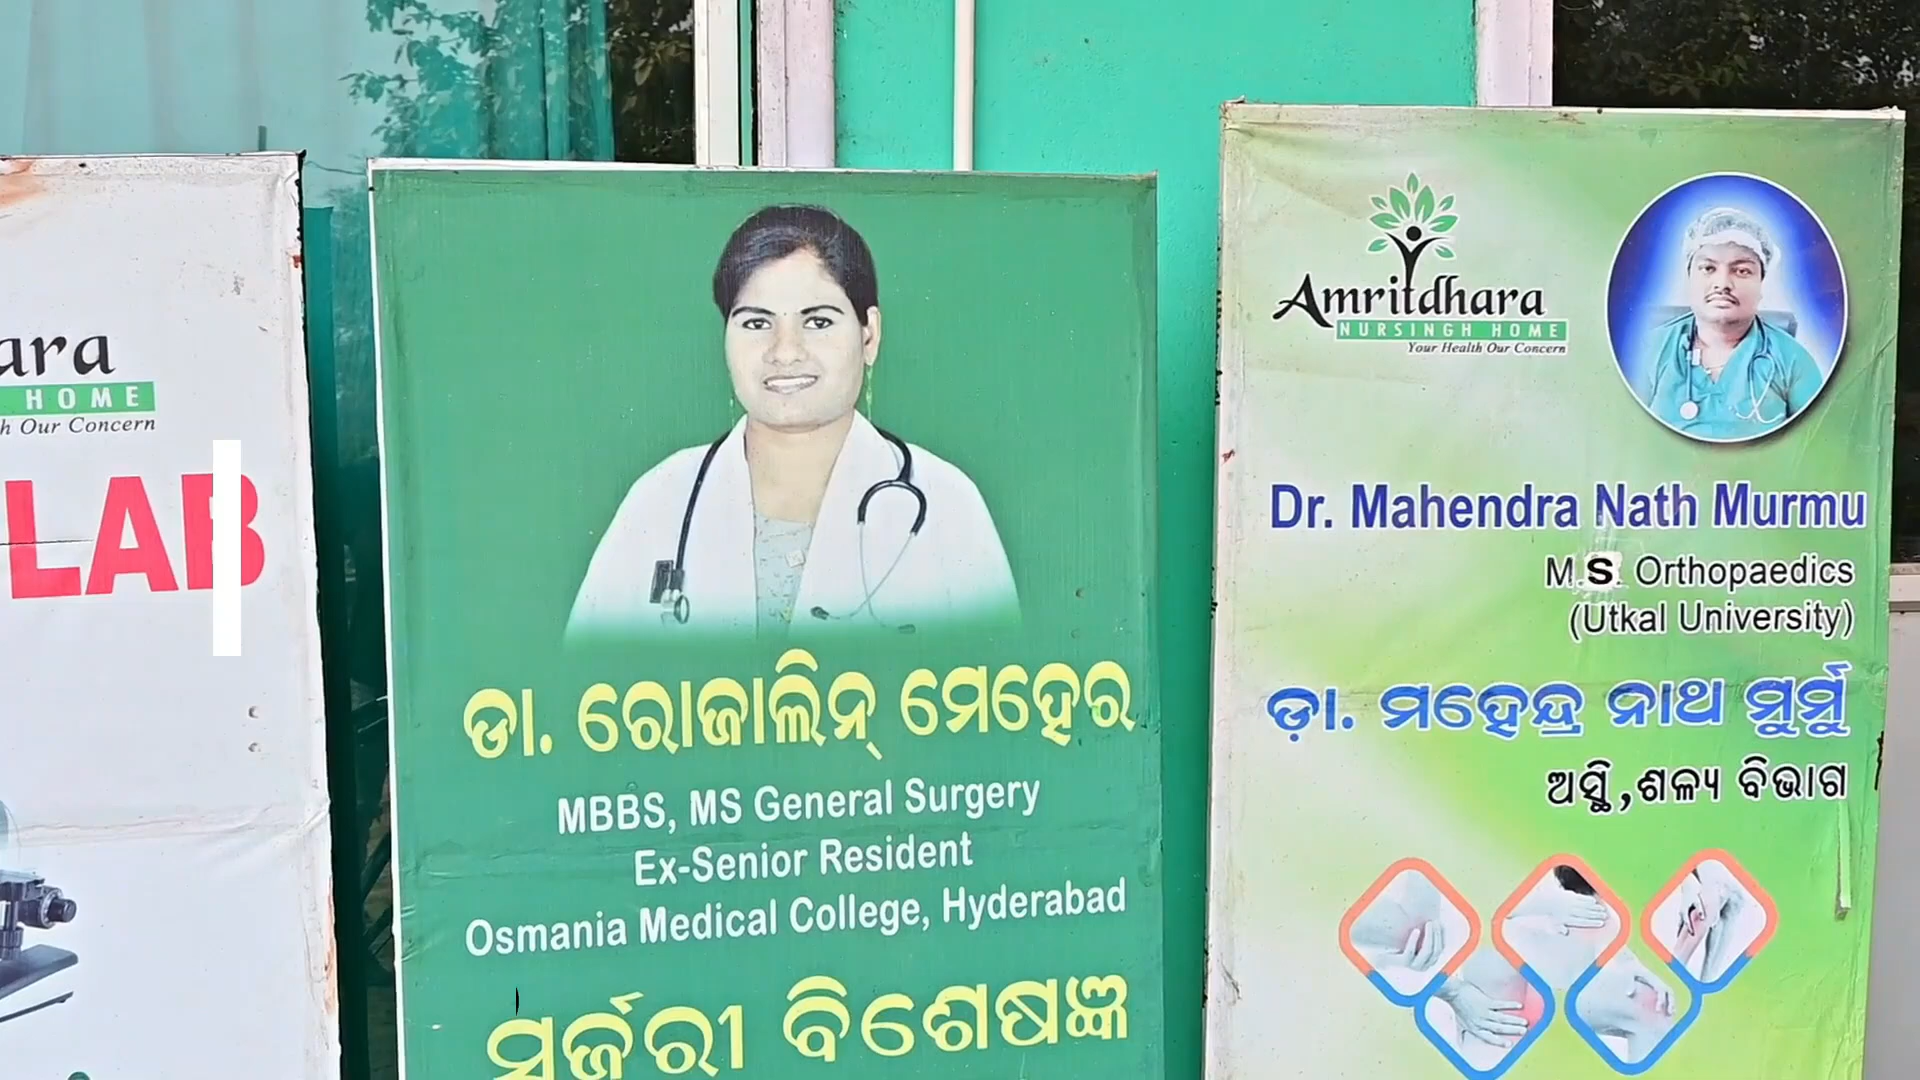 ara
HOME
h Our Concern
LAB
ଡା. ରୋଜାଲିନ୍ ମେହେର
MBBS, MS General Surgery
Ex-Senior Resident
Osmania Medical College, Hyderabad
ସର୍ଜରୀ ବିଶେଷଜ୍ଞ
Amritdhara
NURSINGH HOME
Your Health Our Concern
Dr. Mahendra Nath Murmu
M.S. Orthopaedics
(Utkal University)
ଡ଼ା. ମହେନ୍ଦ୍ର ନାଥ ମୁର୍ମୁ
ଅସ୍ଥି,ଶଲ୍ୟ ବିଭାଗ